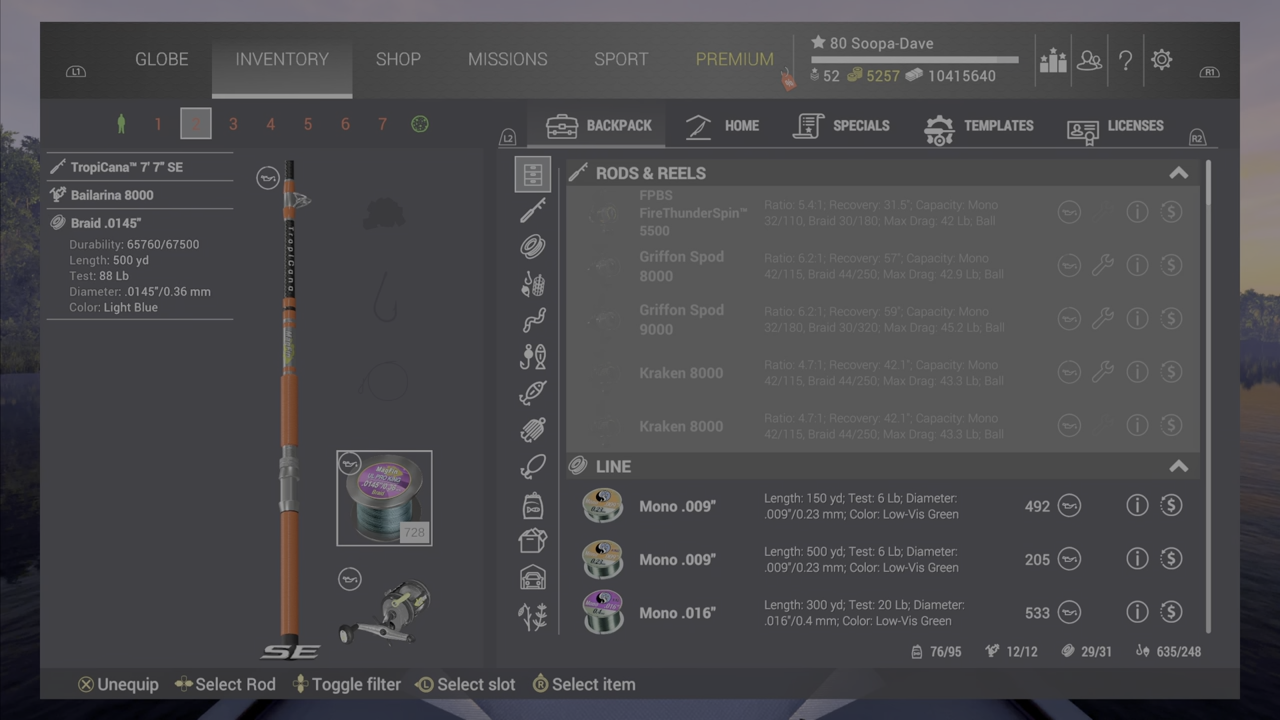 L1
GLOBE INVENTORY SHOP MISSIONS SPORT PREMIUM
80 Soopa-Dave
52 5257 10415640
R1
1 2 3 4 5 6 7
L2 BACKPACK HOME SPECIALS TEMPLATES LICENSES R2
TropiCana™ 7' 7" SE
Bailarina 8000
Braid .0145"
Durability: 65760/67500
Length: 500 yd
Test: 88 Lb
Diameter: .0145"/0.36 mm
Color: Light Blue
TropiCana
728
SE
RODS & REELS
FPBS
FireThunderSpin™
5500
Ratio: 5.4:1; Recovery: 31.5"; Capacity: Mono
32/110, Braid 30/180; Max Drag: 42 Lb; Ball
Griffon Spod
8000
Ratio: 6.2:1; Recovery: 57"; Capacity: Mono
42/115, Braid 44/250; Max Drag: 42.9 Lb; Ball
Griffon Spod
9000
Ratio: 6.2:1; Recovery: 59"; Capacity: Mono
32/180, Braid 30/320; Max Drag: 45.2 Lb; Ball
Kraken 8000
Ratio: 4.7:1; Recovery: 42.1"; Capacity: Mono
42/115, Braid 44/250; Max Drag: 43.3 Lb; Ball
Kraken 8000
Ratio: 4.7:1; Recovery: 42.1"; Capacity: Mono
42/115, Braid 44/250; Max Drag: 43.3 Lb; Ball
LINE
Mono .009"
Length: 150 yd; Test: 6 Lb; Diameter:
.009"/0.23 mm; Color: Low-Vis Green
492
Mono .009"
Length: 500 yd; Test: 6 Lb; Diameter:
.009"/0.23 mm; Color: Low-Vis Green
205
Mono .016"
Length: 300 yd; Test: 20 Lb; Diameter:
.016"/0.4 mm; Color: Low-Vis Green
533
76/95 12/12 29/31 635/248
Unequip Select Rod Toggle filter L Select slot R Select item